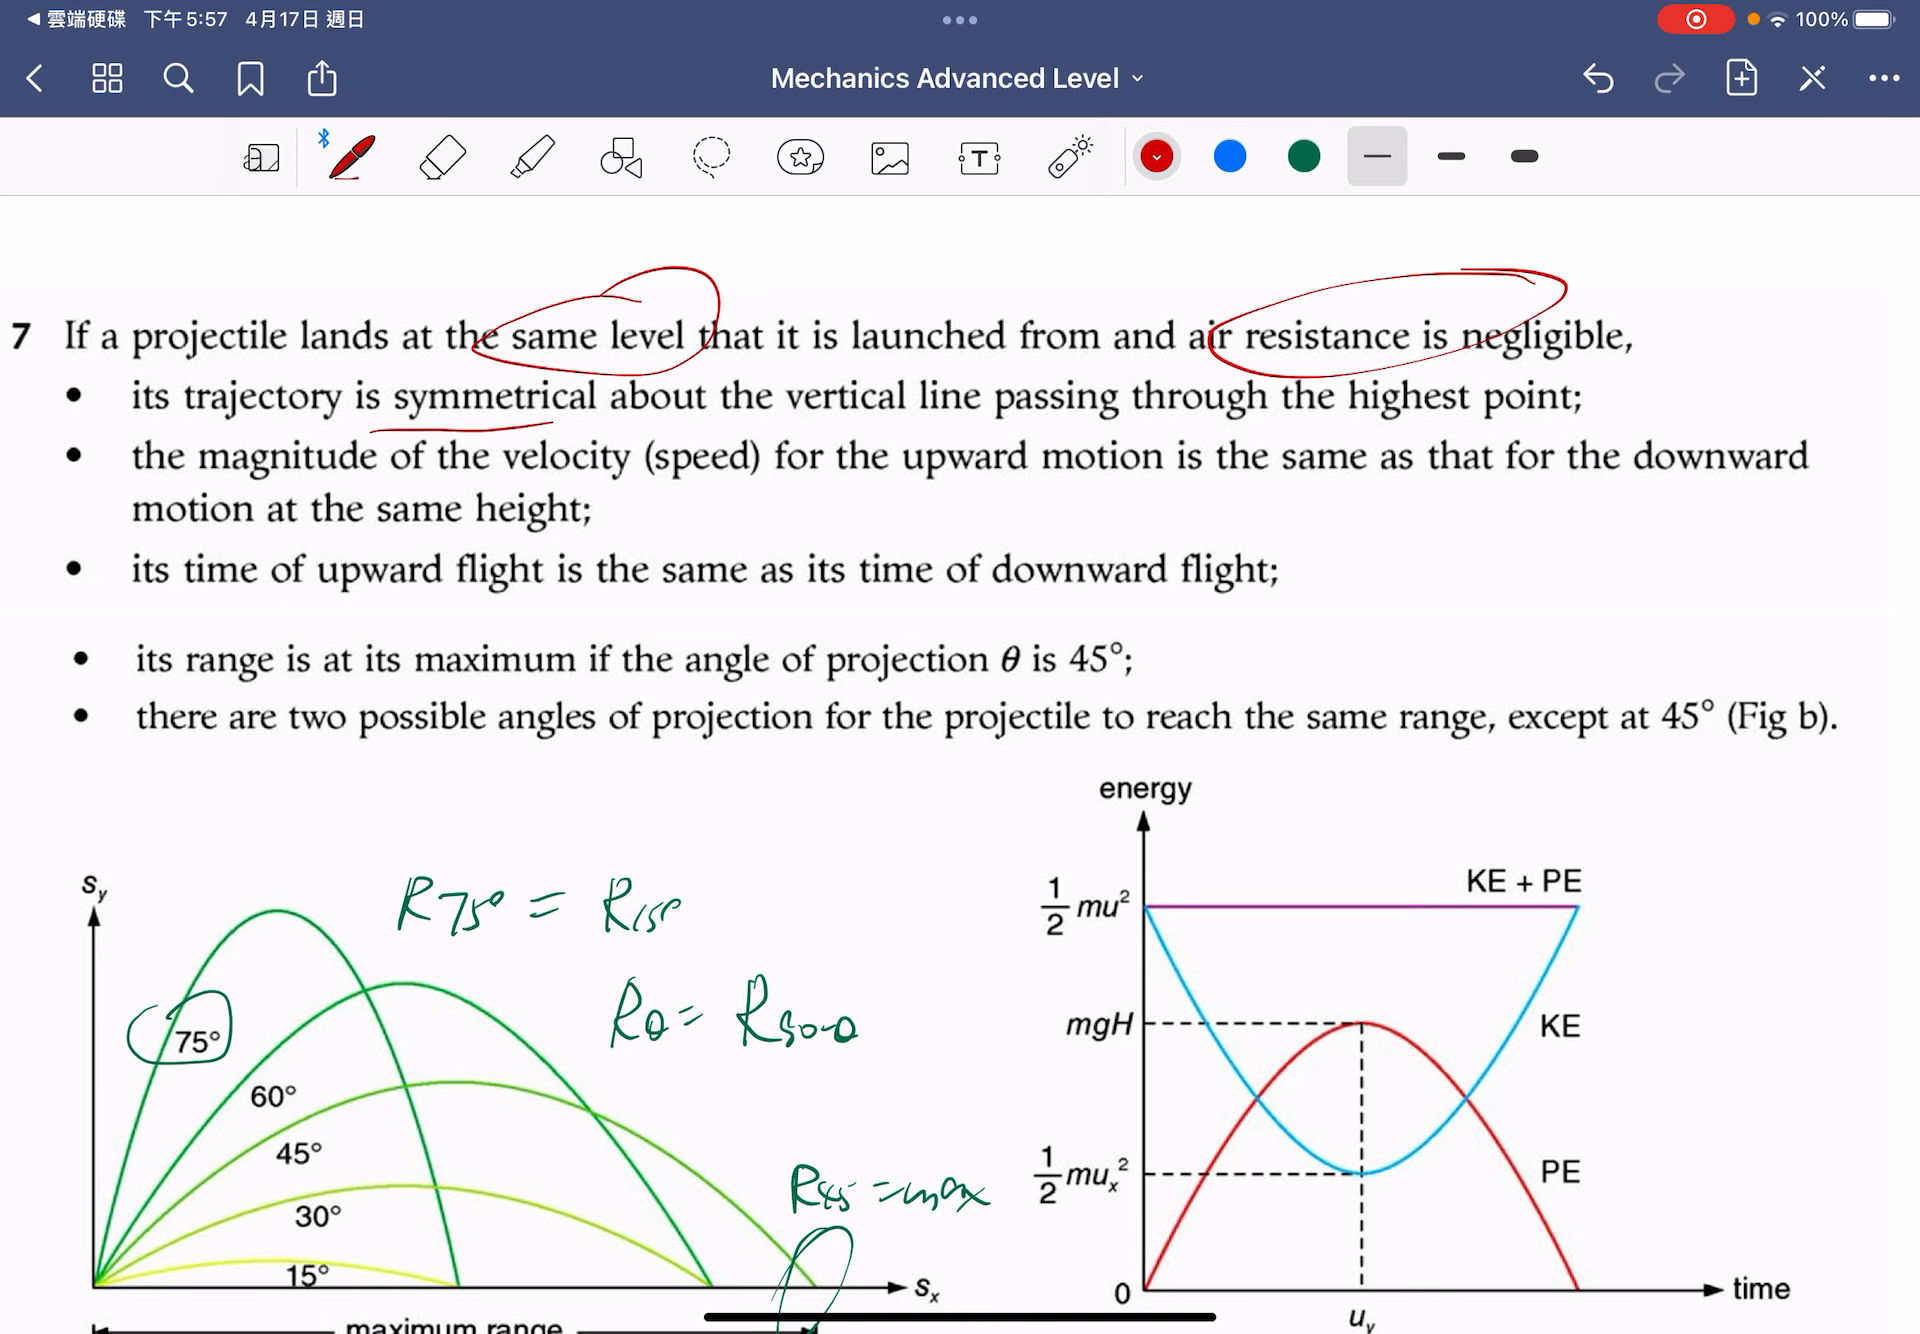 雲端硬碟 下午5:57 4月17日 週日
100%
Mechanics Advanced Level
7 If a projectile lands at the same level that it is launched from and air resistance is negligible,
• its trajectory is symmetrical about the vertical line passing through the highest point;
• the magnitude of the velocity (speed) for the upward motion is the same as that for the downward
motion at the same height;
• its time of upward flight is the same as its time of downward flight;
• its range is at its maximum if the angle of projection θ is 45°;
• there are two possible angles of projection for the projectile to reach the same range, except at 45° (Fig b).
s_y
R75° = R15°
Rθ = R90-θ
75°
60°
45°
30°
15°
R45 = max
s_x
maximum range
energy
½ mu²
KE + PE
mgH
KE
½ mu_x²
PE
0
time
u_y